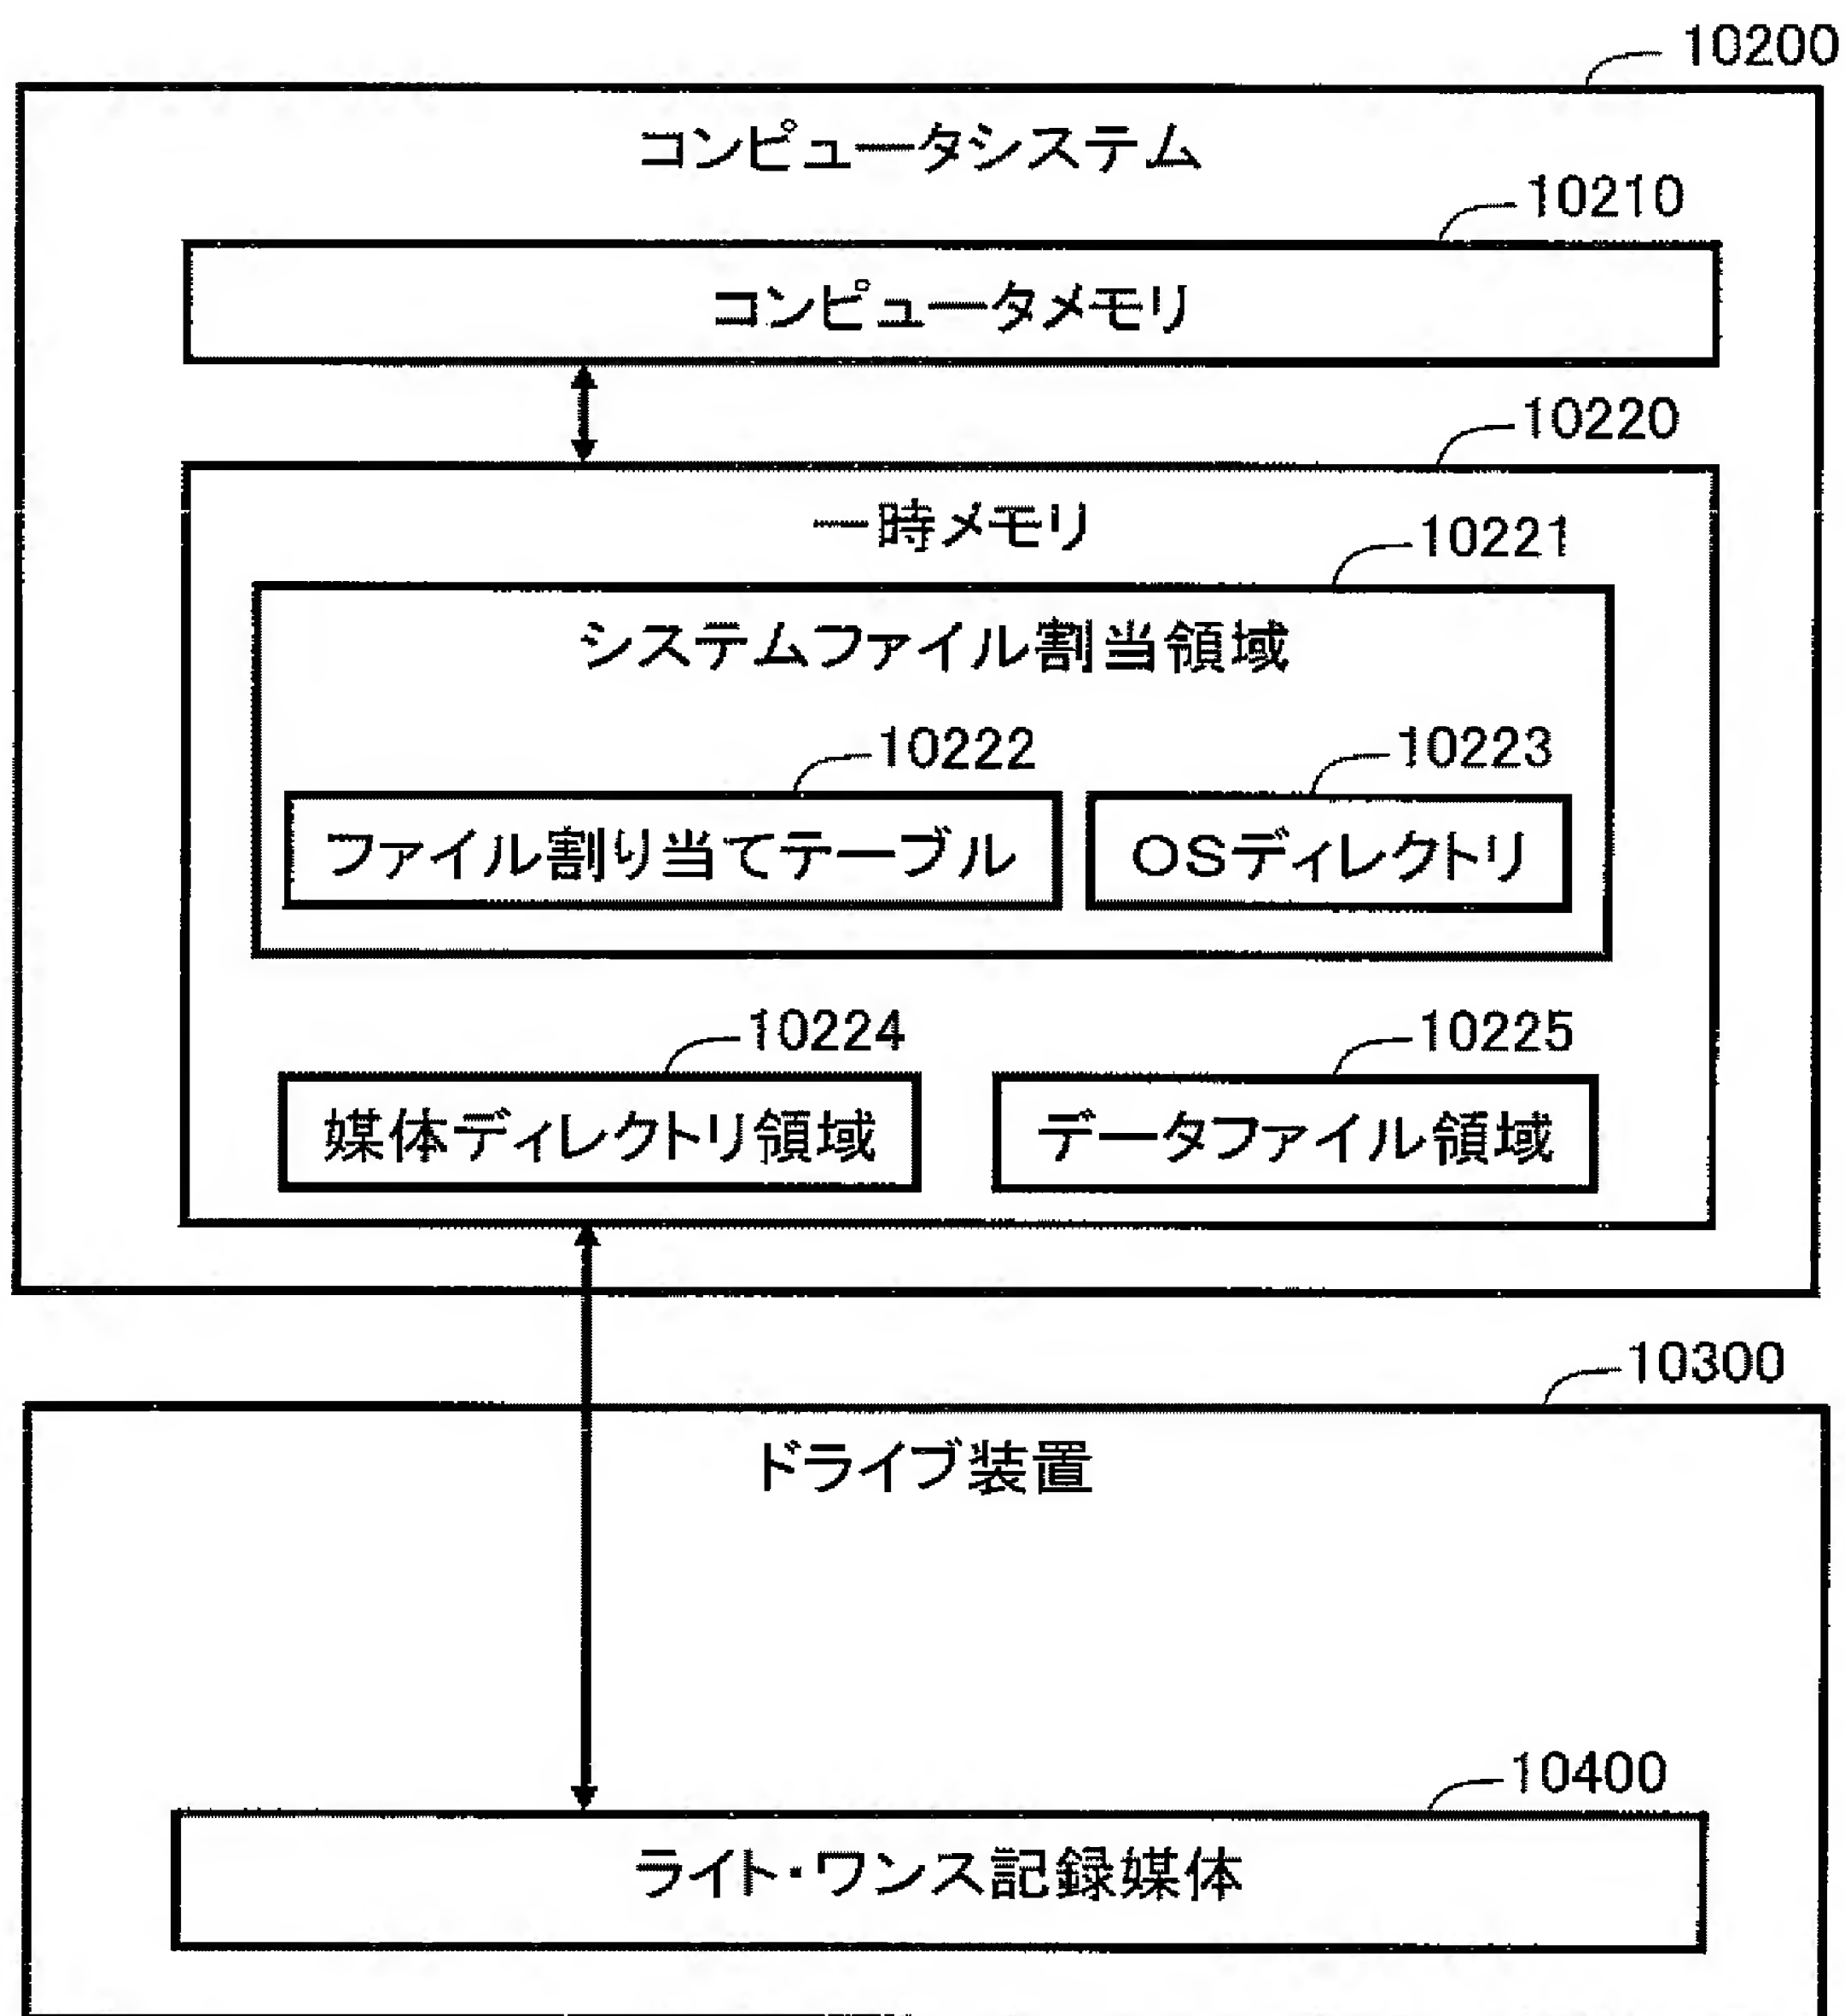 10200
コンピュータシステム
10210
コンピュータメモリ
10220
一時メモリ
10221
システムファイル割当領域
10222
10223
ファイル割り当てテーブル
OSディレクトリ
10224
10225
媒体ディレクトリ領域
データファイル領域
10300
ドライブ装置
10400
ライト・ワンス記録媒体